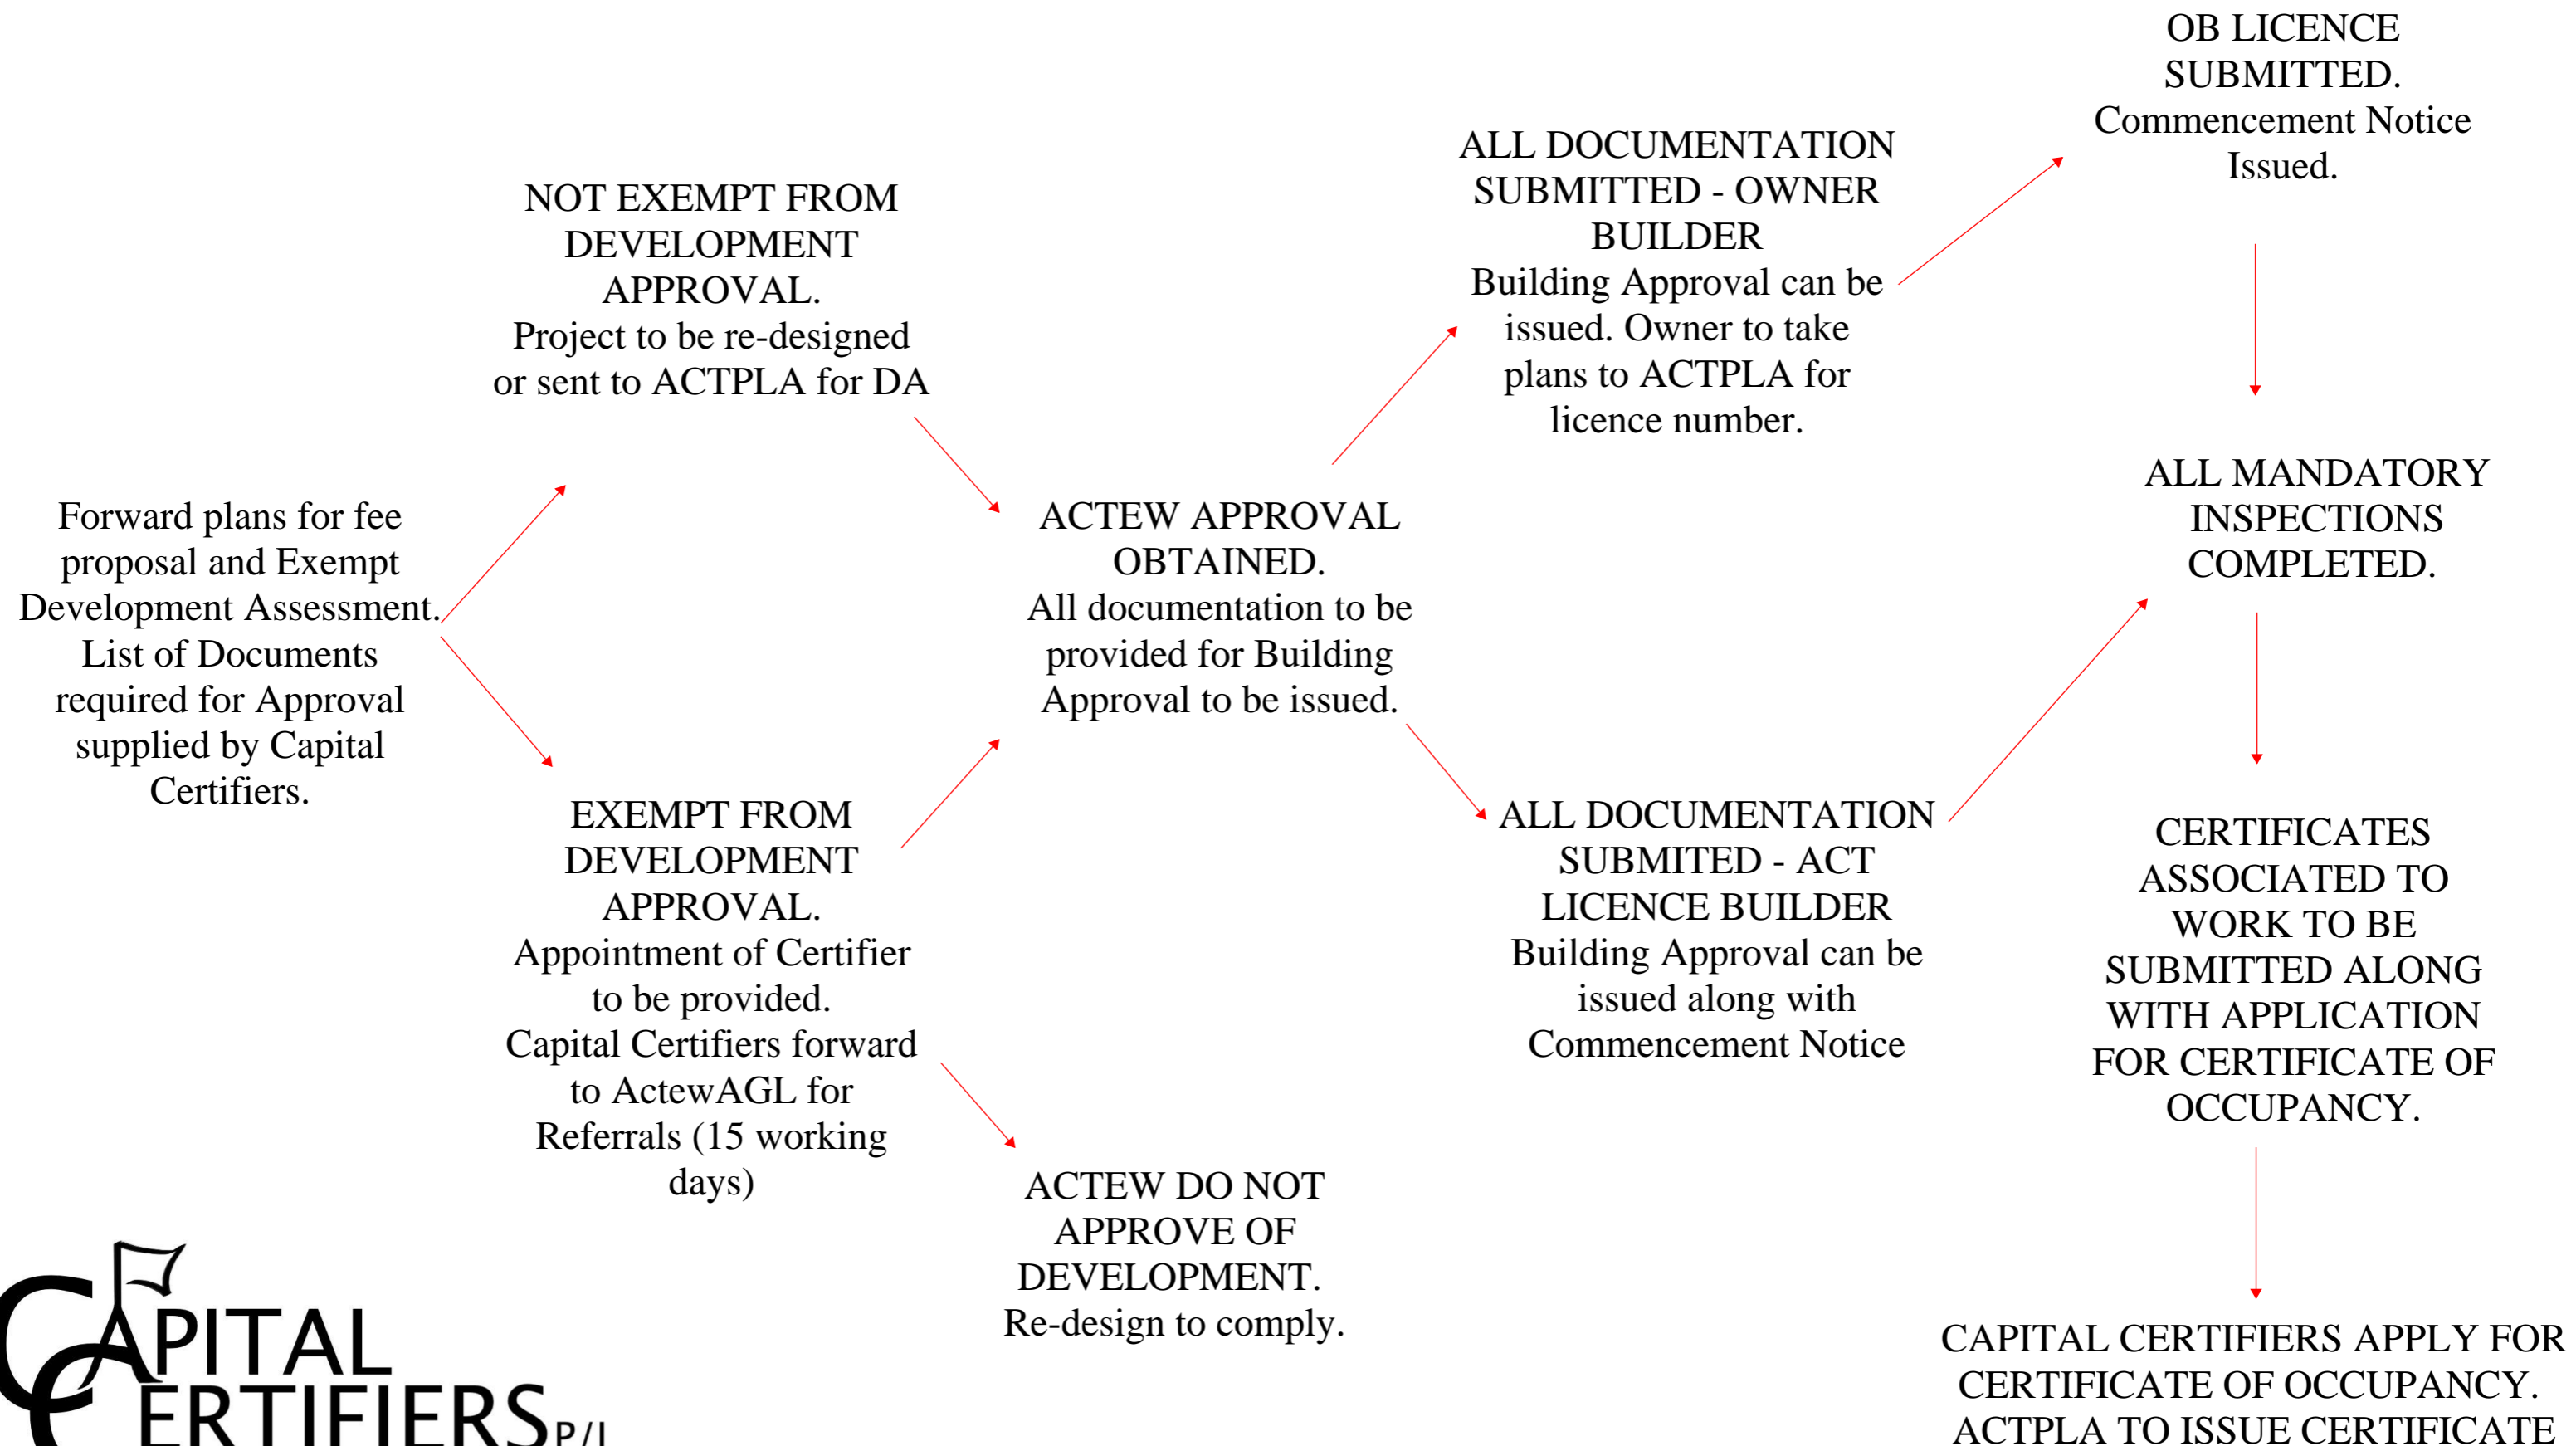 Forward plans for fee
proposal and Exempt
Development Assessment.
List of Documents
required for Approval
supplied by Capital
Certifiers.
NOT EXEMPT FROM
DEVELOPMENT
APPROVAL.
Project to be re-designed
or sent to ACTPLA for DA
EXEMPT FROM
DEVELOPMENT
APPROVAL.
Appointment of Certifier
to be provided.
Capital Certifiers forward
to ActewAGL for
Referrals (15 working
days)
ACTEW APPROVAL
OBTAINED.
All documentation to be
provided for Building
Approval to be issued.
ACTEW DO NOT
APPROVE OF
DEVELOPMENT.
Re-design to comply.
ALL DOCUMENTATION
SUBMITTED - OWNER
BUILDER
Building Approval can be
issued. Owner to take
plans to ACTPLA for
licence number.
ALL DOCUMENTATION
SUBMITED - ACT
LICENCE BUILDER
Building Approval can be
issued along with
Commencement Notice
OB LICENCE
SUBMITTED.
Commencement Notice
Issued.
ALL MANDATORY
INSPECTIONS
COMPLETED.
CERTIFICATES
ASSOCIATED TO
WORK TO BE
SUBMITTED ALONG
WITH APPLICATION
FOR CERTIFICATE OF
OCCUPANCY.
CAPITAL CERTIFIERS APPLY FOR
CERTIFICATE OF OCCUPANCY.
ACTPLA TO ISSUE CERTIFICATE
CAPITAL
CERTIFIERS P/L